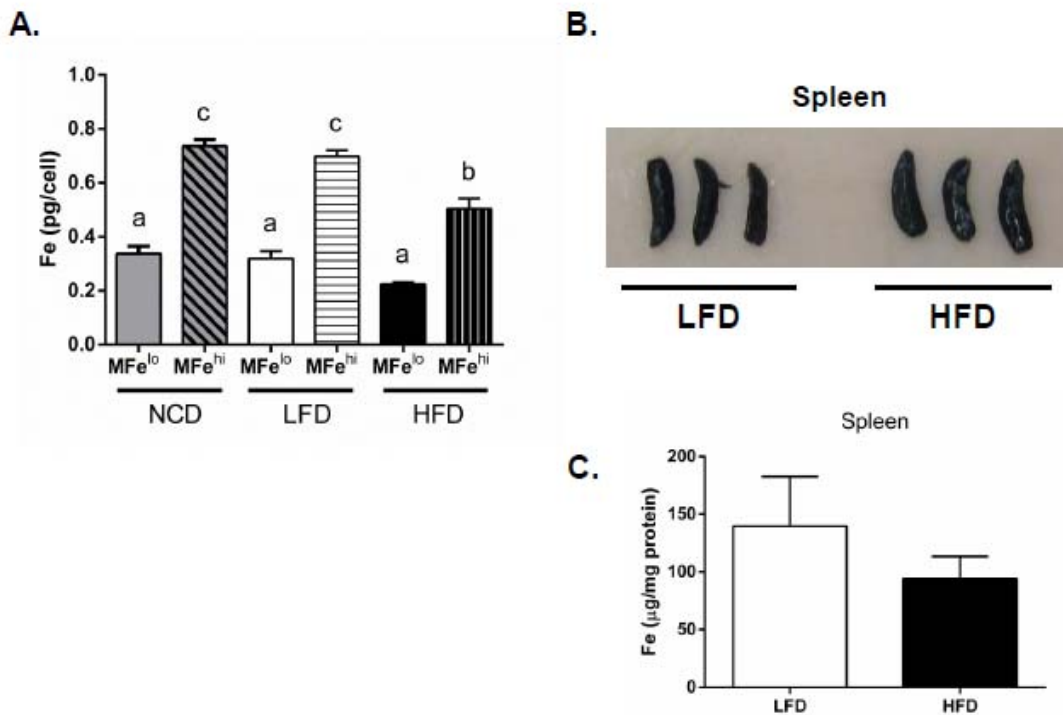 A.
Fe (pg/cell)
1.0
0.8
0.6
0.4
0.2
0.0
a
c
a
c
a
b
MFe^lo MFe^hi MFe^lo MFe^hi MFe^lo MFe^hi
NCD LFD HFD
B.
Spleen
LFD HFD
C.
Spleen
Fe (µg/mg protein)
200
150
100
50
0
LFD HFD